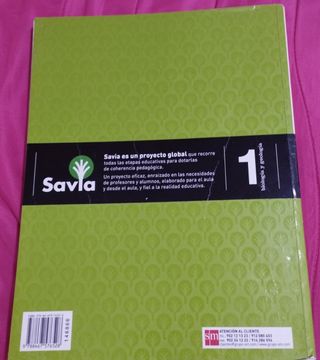 Savia es un proyecto global que recorre
todas las etapas educativas para dotarlas
de coherencia pedagógica.
Un proyecto eficaz, enraizado en las necesidades
de profesores y alumnos, elaborado para el aula
y desde el aula, y fiel a la realidad educativa.
Savia
1
biología y geología
sm
ATENCIÓN AL CLIENTE